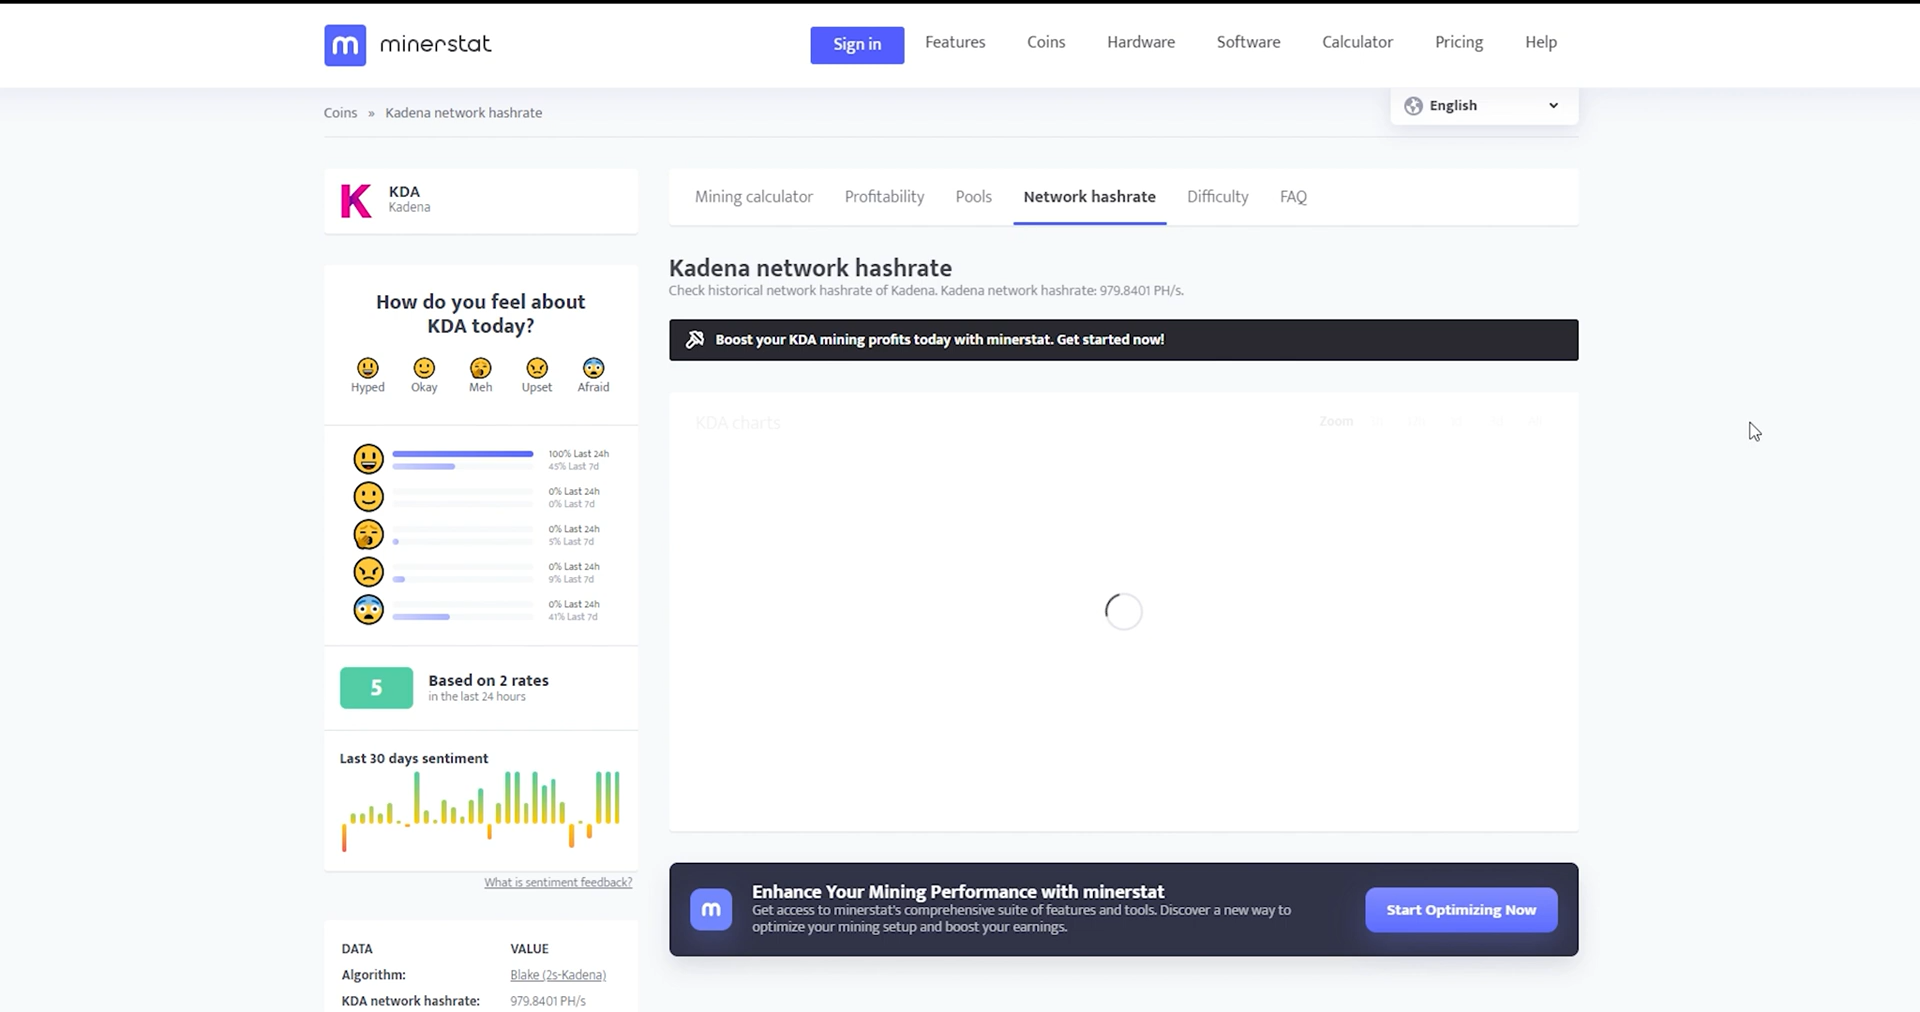 minerstat
Sign in
Features
Coins
Hardware
Software
Calculator
Pricing
Help
Coins » Kadena network hashrate
English
KDA
Kadena
Mining calculator
Profitability
Pools
Network hashrate
Difficulty
FAQ
How do you feel about
KDA today?
Hyped
Okay
Meh
Upset
Afraid
100% Last 24h
45% Last 7d
0% Last 24h
0% Last 7d
0% Last 24h
5% Last 7d
0% Last 24h
9% Last 7d
0% Last 24h
41% Last 7d
5
Based on 2 rates
in the last 24 hours
Last 30 days sentiment
What is sentiment feedback?
DATA VALUE
Algorithm: Blake (2s-Kadena)
KDA network hashrate: 979.8401 PH/s
Kadena network hashrate
Check historical network hashrate of Kadena. Kadena network hashrate: 979.8401 PH/s.
Boost your KDA mining profits today with minerstat. Get started now!
KDA charts
Zoom
Enhance Your Mining Performance with minerstat
Get access to minerstat's comprehensive suite of features and tools. Discover a new way to
optimize your mining setup and boost your earnings.
Start Optimizing Now